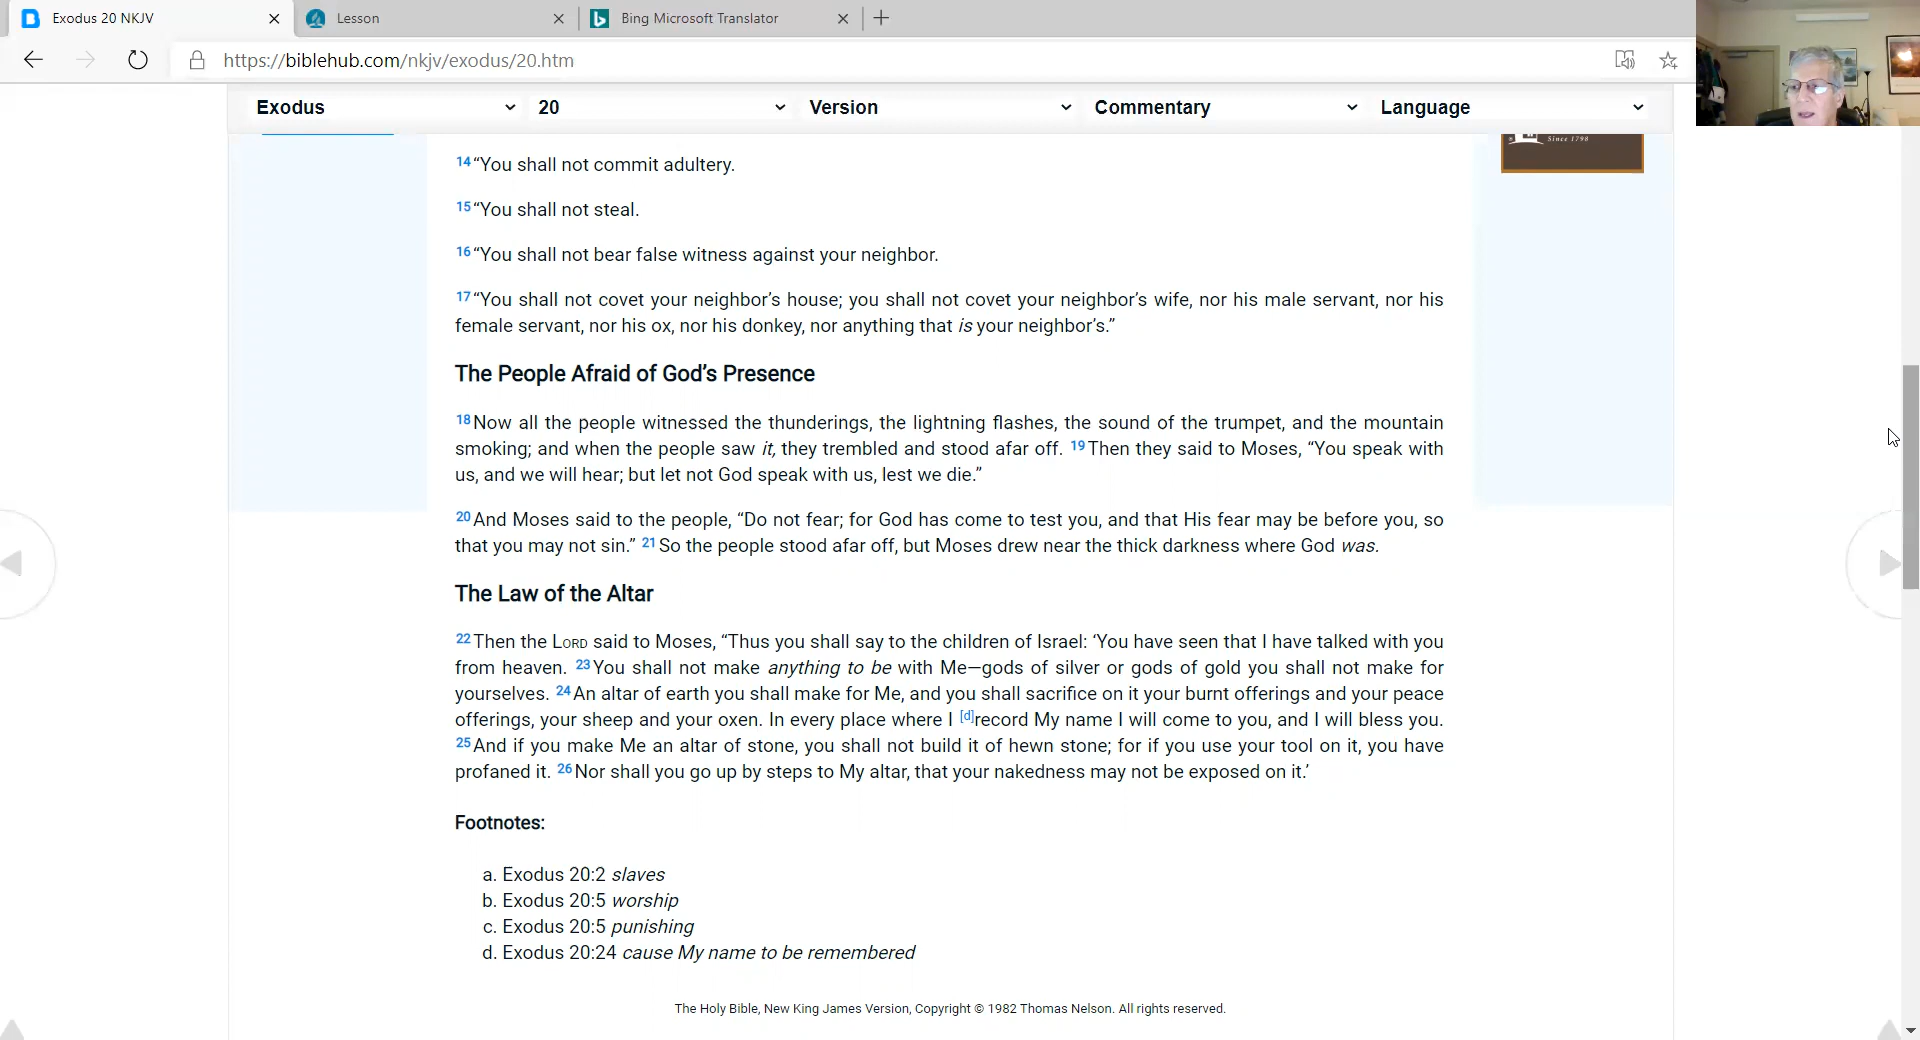 Exodus 20 NKJV
Lesson
Bing Microsoft Translator
https://biblehub.com/nkjv/exodus/20.htm
Exodus
20
Version
Commentary
Language
Since 1798
14 “You shall not commit adultery.
15 “You shall not steal.
16 “You shall not bear false witness against your neighbor.
17 “You shall not covet your neighbor’s house; you shall not covet your neighbor’s wife, nor his male servant, nor his
female servant, nor his ox, nor his donkey, nor anything that is your neighbor’s.”
The People Afraid of God’s Presence
18 Now all the people witnessed the thunderings, the lightning flashes, the sound of the trumpet, and the mountain
smoking; and when the people saw it, they trembled and stood afar off. 19 Then they said to Moses, “You speak with
us, and we will hear; but let not God speak with us, lest we die.”
20 And Moses said to the people, “Do not fear; for God has come to test you, and that His fear may be before you, so
that you may not sin.” 21 So the people stood afar off, but Moses drew near the thick darkness where God was.
The Law of the Altar
22 Then the LORD said to Moses, “Thus you shall say to the children of Israel: ‘You have seen that I have talked with you
from heaven. 23 You shall not make anything to be with Me—gods of silver or gods of gold you shall not make for
yourselves. 24 An altar of earth you shall make for Me, and you shall sacrifice on it your burnt offerings and your peace
offerings, your sheep and your oxen. In every place where I [d]record My name I will come to you, and I will bless you.
25 And if you make Me an altar of stone, you shall not build it of hewn stone; for if you use your tool on it, you have
profaned it. 26 Nor shall you go up by steps to My altar, that your nakedness may not be exposed on it.’
Footnotes:
a. Exodus 20:2 slaves
b. Exodus 20:5 worship
c. Exodus 20:5 punishing
d. Exodus 20:24 cause My name to be remembered
The Holy Bible, New King James Version, Copyright © 1982 Thomas Nelson. All rights reserved.